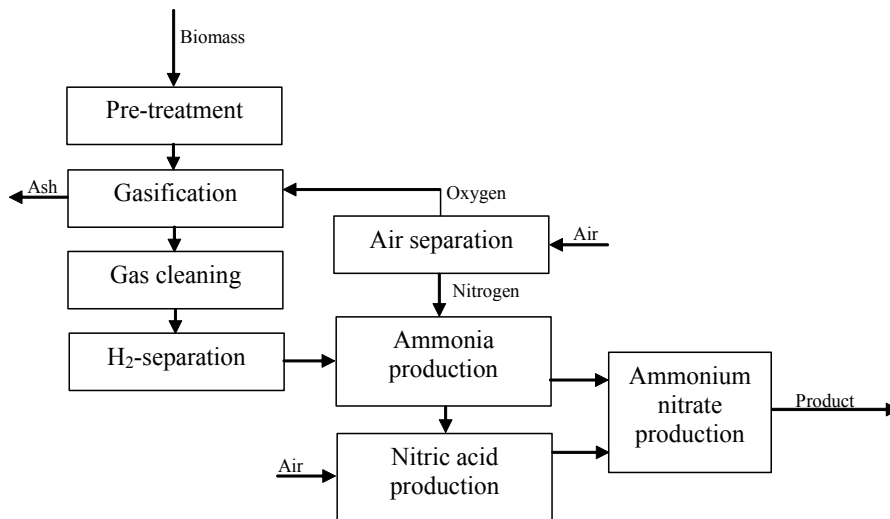 Biomass
Pre-treatment
Ash
Gasification
Oxygen
Air separation
Air
Gas cleaning
Nitrogen
H₂-separation
Ammonia
production
Ammonium
nitrate
production
Product
Air
Nitric acid
production